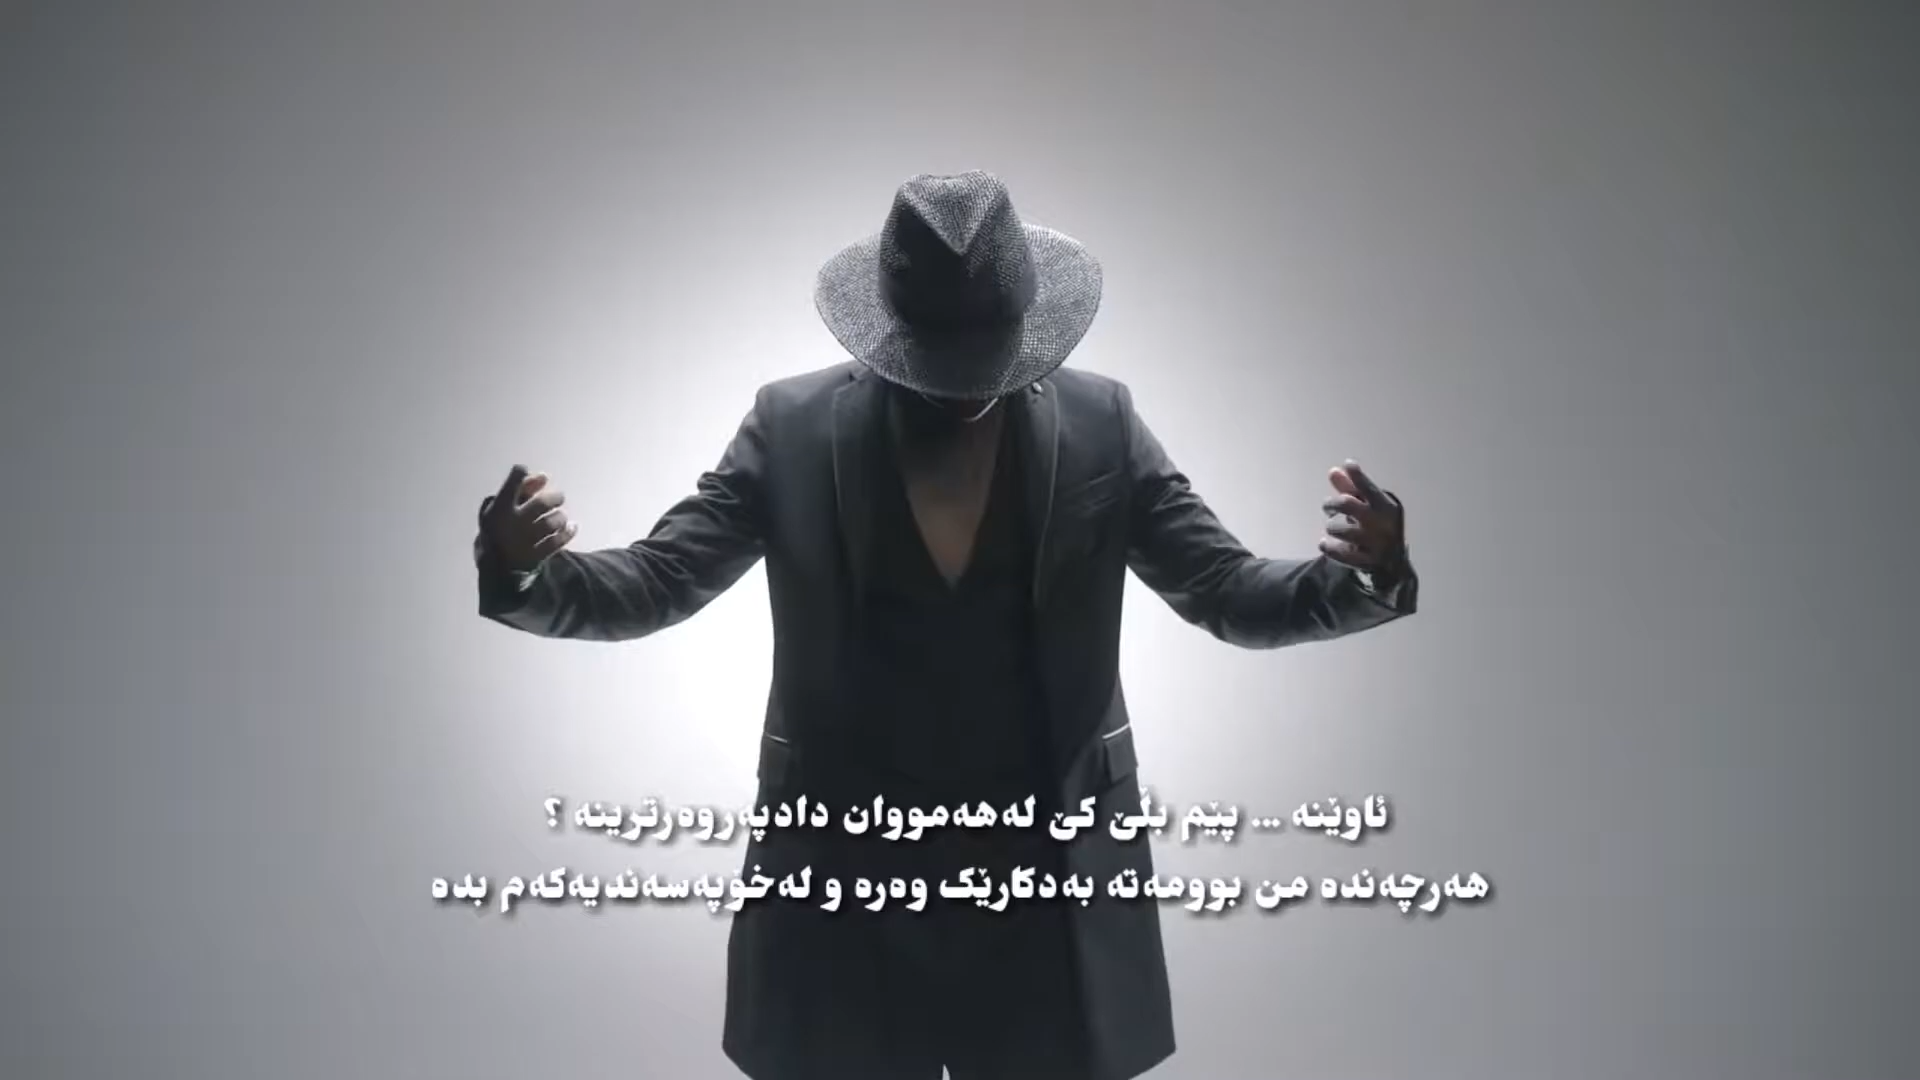 ئاوێنە ... پێم بڵێ کێ لەهەمووان دادپەروەرترینە ؟
هەرچەندە من بوومەتە بەدکارێک وەرە و لەخۆپەسەندیەکەم بدە